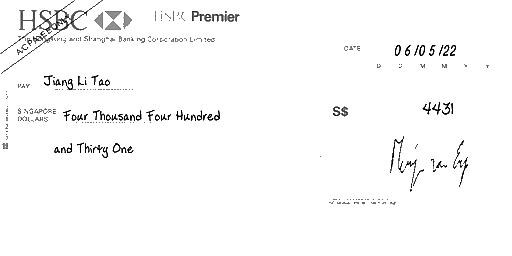 HSBC HSBC Premier
The Hongkong and Shanghai Banking Corporation Limited
A/C PAYEE ONLY
DATE 06/05/22
D D M M Y Y
PAY Jiang Li Tao
SINGAPORE
DOLLARS Four Thousand Four Hundred
S$ 4431
and Thirty One